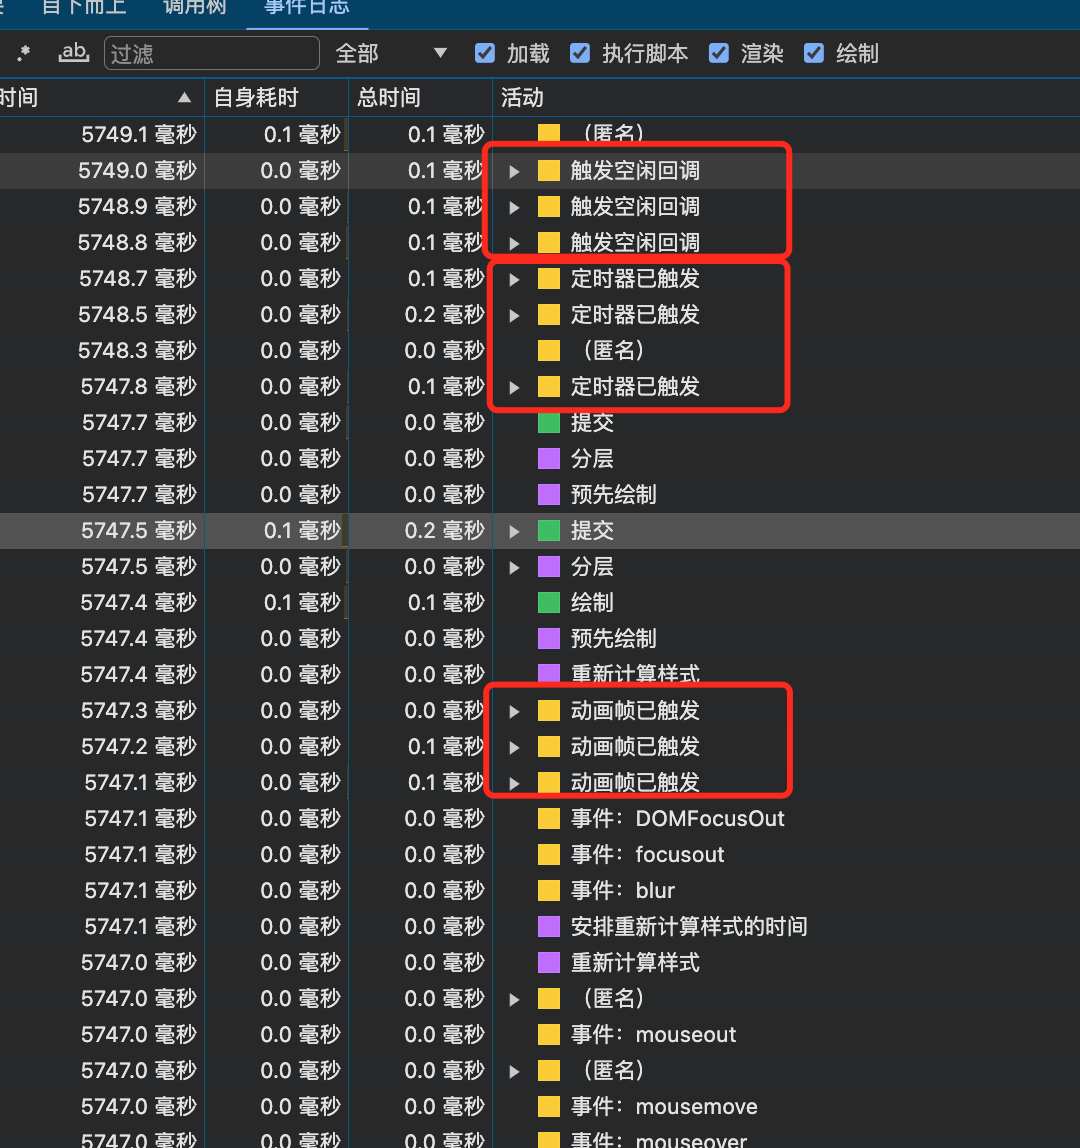 自下而上 调用树 事件日志
.* ab 过滤 全部 加载 执行脚本 渲染 绘制
时间 自身耗时 总时间 活动
5749.1 毫秒 0.1 毫秒 0.1 毫秒 （匿名）
5749.0 毫秒 0.0 毫秒 0.1 毫秒 触发空闲回调
5748.9 毫秒 0.0 毫秒 0.1 毫秒 触发空闲回调
5748.8 毫秒 0.0 毫秒 0.1 毫秒 触发空闲回调
5748.7 毫秒 0.0 毫秒 0.1 毫秒 定时器已触发
5748.5 毫秒 0.0 毫秒 0.2 毫秒 定时器已触发
5748.3 毫秒 0.0 毫秒 0.0 毫秒 （匿名）
5747.8 毫秒 0.0 毫秒 0.1 毫秒 定时器已触发
5747.7 毫秒 0.0 毫秒 0.0 毫秒 提交
5747.7 毫秒 0.0 毫秒 0.0 毫秒 分层
5747.7 毫秒 0.0 毫秒 0.0 毫秒 预先绘制
5747.5 毫秒 0.1 毫秒 0.2 毫秒 提交
5747.5 毫秒 0.0 毫秒 0.0 毫秒 分层
5747.4 毫秒 0.1 毫秒 0.1 毫秒 绘制
5747.4 毫秒 0.0 毫秒 0.0 毫秒 预先绘制
5747.4 毫秒 0.0 毫秒 0.0 毫秒 重新计算样式
5747.3 毫秒 0.0 毫秒 0.0 毫秒 动画帧已触发
5747.2 毫秒 0.0 毫秒 0.1 毫秒 动画帧已触发
5747.1 毫秒 0.0 毫秒 0.1 毫秒 动画帧已触发
5747.1 毫秒 0.0 毫秒 0.0 毫秒 事件：DOMFocusOut
5747.1 毫秒 0.0 毫秒 0.0 毫秒 事件：focusout
5747.1 毫秒 0.0 毫秒 0.0 毫秒 事件：blur
5747.1 毫秒 0.0 毫秒 0.0 毫秒 安排重新计算样式的时间
5747.0 毫秒 0.0 毫秒 0.0 毫秒 重新计算样式
5747.0 毫秒 0.0 毫秒 0.0 毫秒 （匿名）
5747.0 毫秒 0.0 毫秒 0.0 毫秒 事件：mouseout
5747.0 毫秒 0.0 毫秒 0.0 毫秒 （匿名）
5747.0 毫秒 0.0 毫秒 0.0 毫秒 事件：mousemove
5747.0 毫秒 0.0 毫秒 0.0 毫秒 事件：mouseover